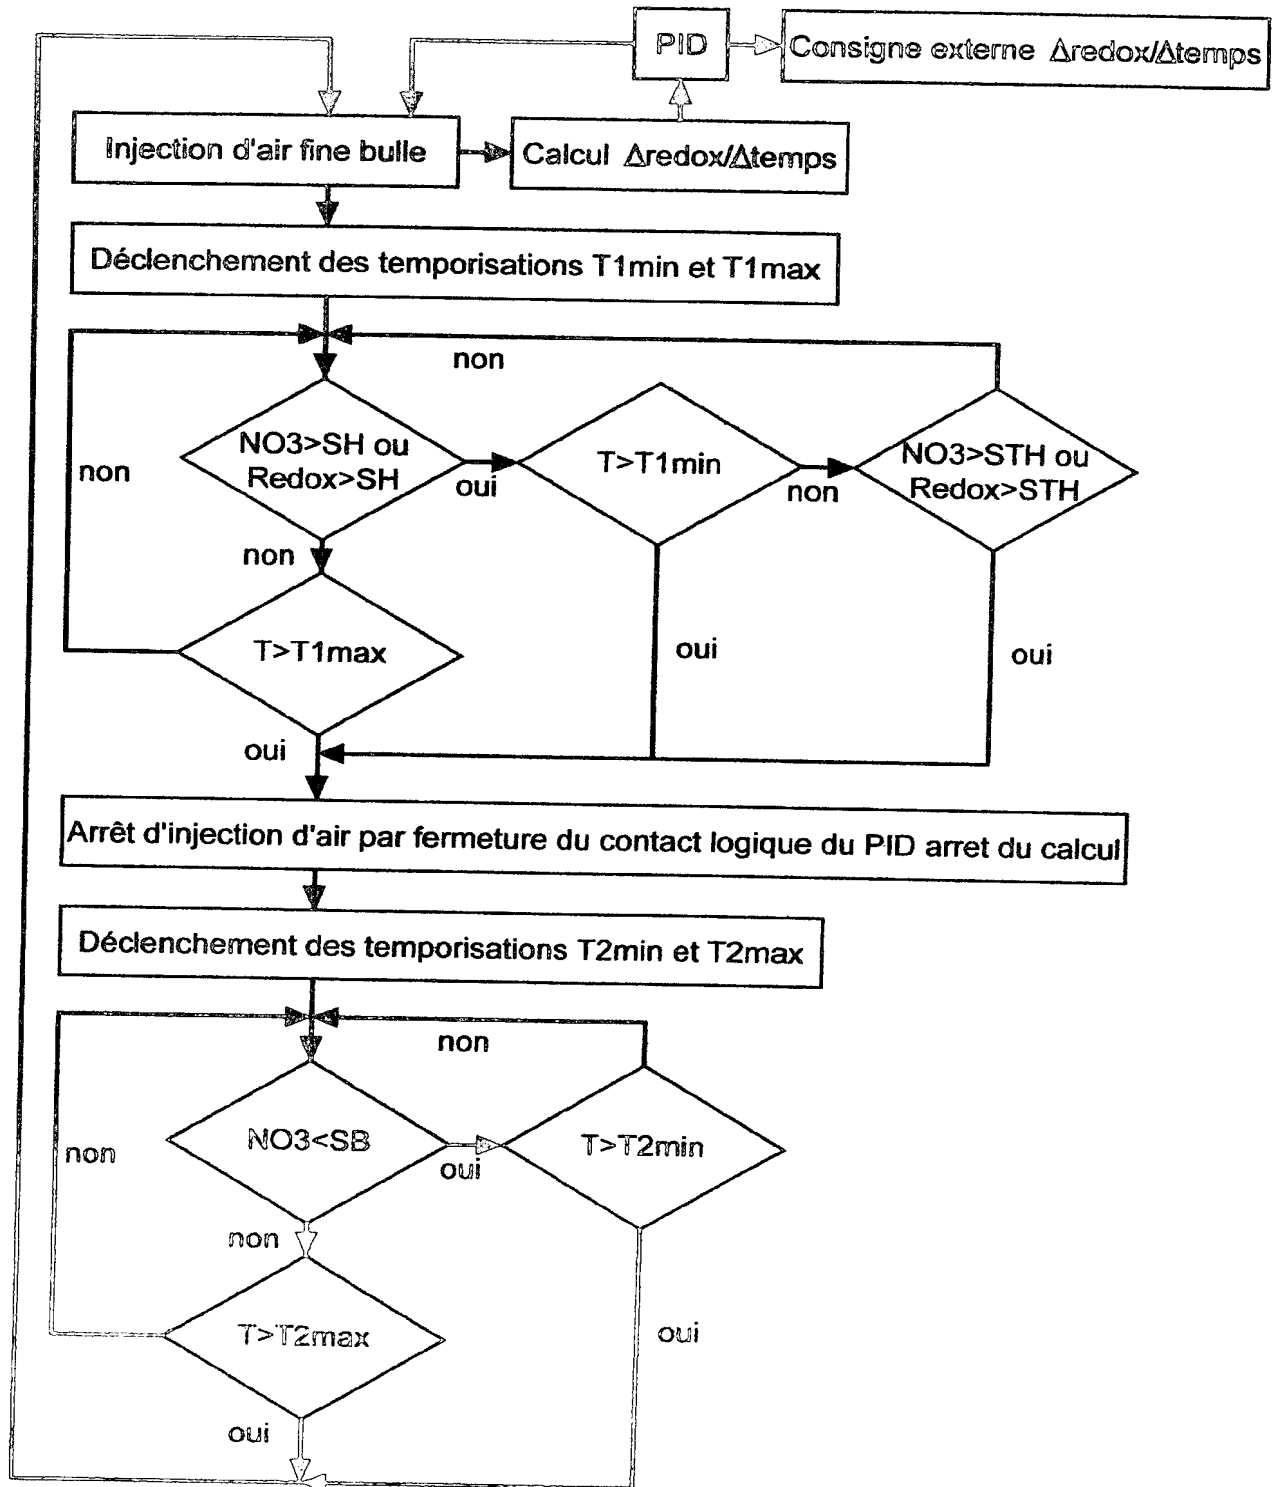 PID
Consigne externe Δredox/Δtemps
Injection d'air fine bulle
Calcul Δredox/Δtemps
Déclenchement des temporisations T1min et T1max
non
NO3>SH ou
Redox>SH
oui
T>T1min
non
NO3>STH ou
Redox>STH
non
non
T>T1max
oui
oui
oui
Arrêt d'injection d'air par fermeture du contact logique du PID arret du calcul
Déclenchement des temporisations T2min et T2max
non
NO3<SB
oui
T>T2min
non
non
T>T2max
oui
oui